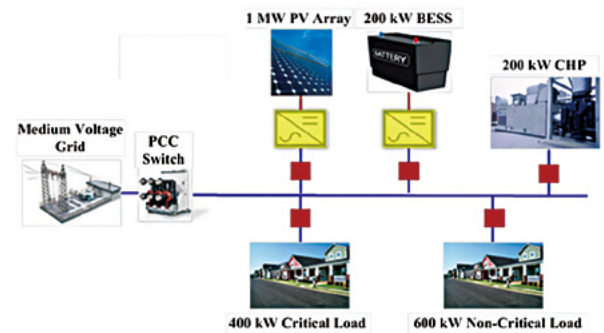 1 MW PV Array
200 kW BESS
BATTERY
200 kW CHP
Medium Voltage
Grid
PCC
Switch
400 kW Critical Load
600 kW Non-Critical Load